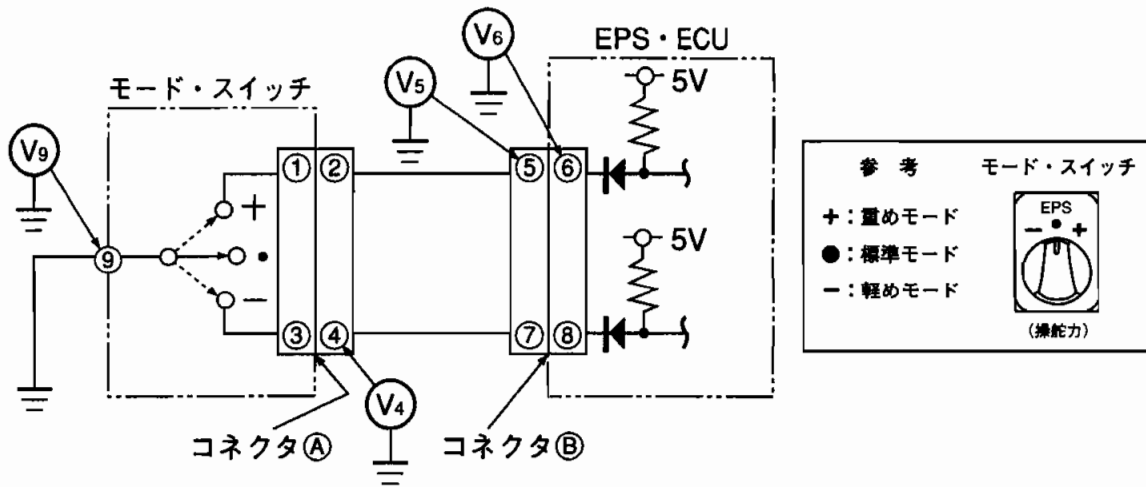 V6
EPS・ECU
V5
5V
モード・スイッチ
V9
① ② ⑤ ⑥
+
⑨
・
5V
−
③ ④ ⑦ ⑧
V4
コネクタⒶ
コネクタⒷ
参 考
モード・スイッチ
+:重めモード
●:標準モード
−:軽めモード
EPS
− ● +
(操舵力)